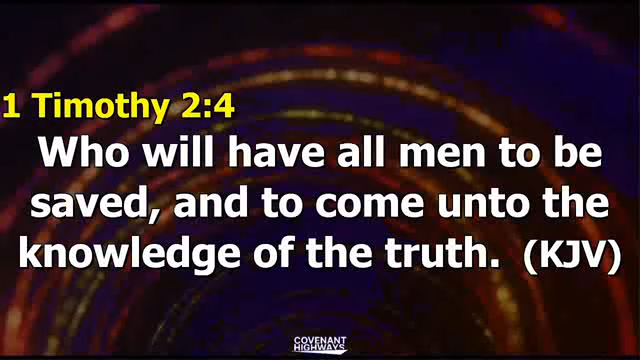 1 Timothy 2:4
Who will have all men to be
saved, and to come unto the
knowledge of the truth. (KJV)
COVENANT
HIGHWAYS